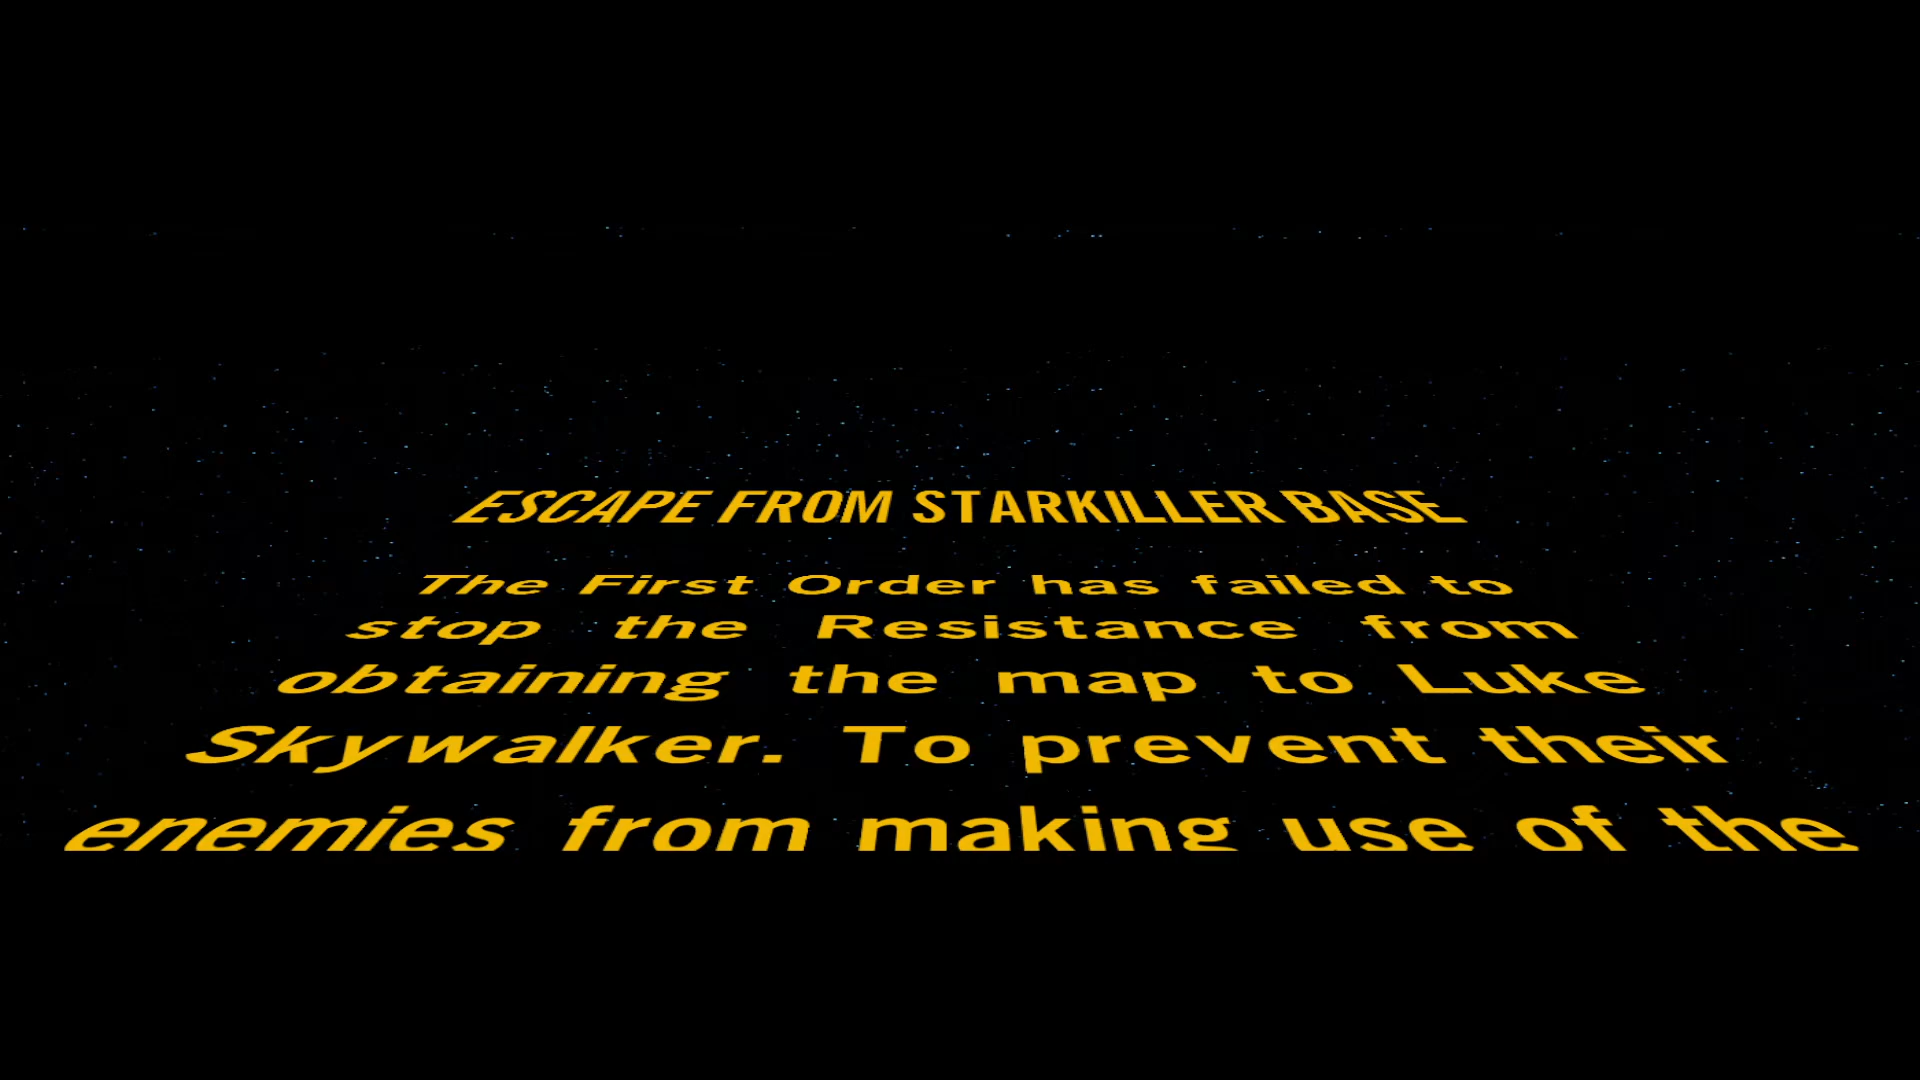 ESCAPE FROM STARKILLER BASE
The First Order has failed to
stop the Resistance from
obtaining the map to Luke
Skywalker. To prevent their
enemies from making use of the